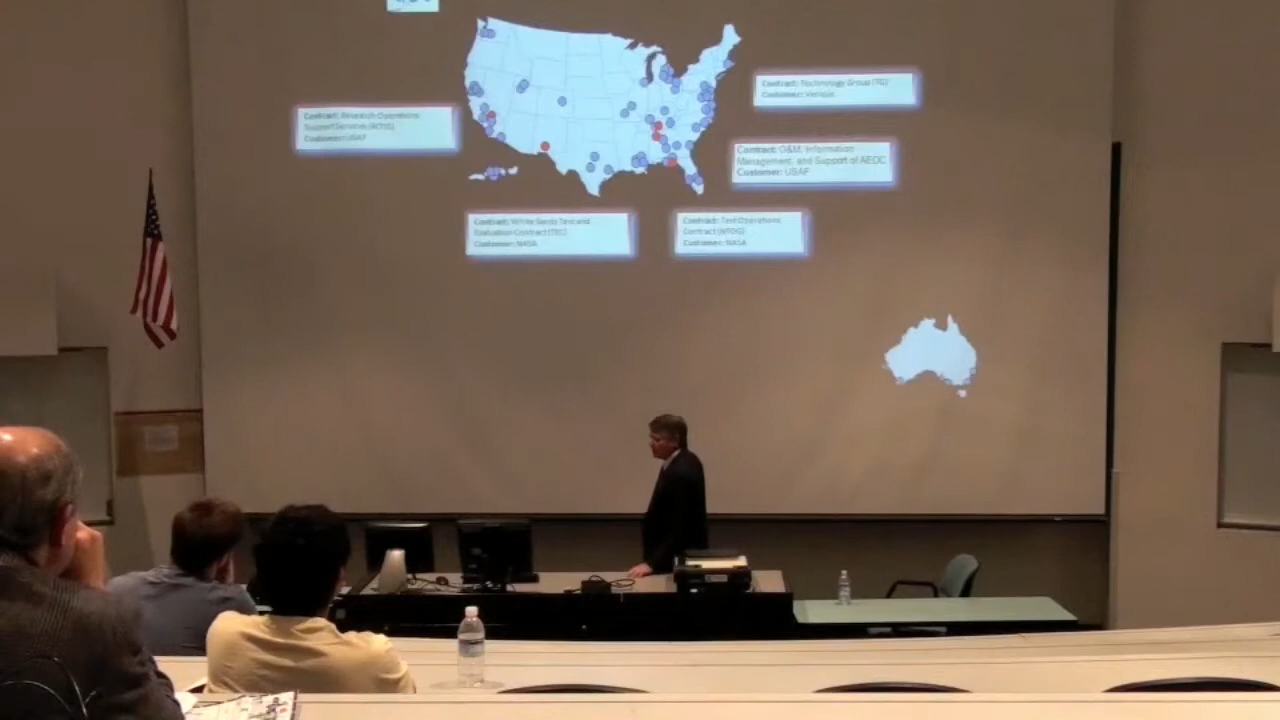 Contract: Technology Group (TG)
Customer: Various
Contract: Research Operations
Support Services (ROSS)
Customer: USAF
Contract: O&M, Information
Management, and Support of AEDC
Customer: USAF
Contract: White Sands Test and
Evaluation Contract (TEC)
Customer: NASA
Contract: Test Operations
Contract (NTOG)
Customer: NASA